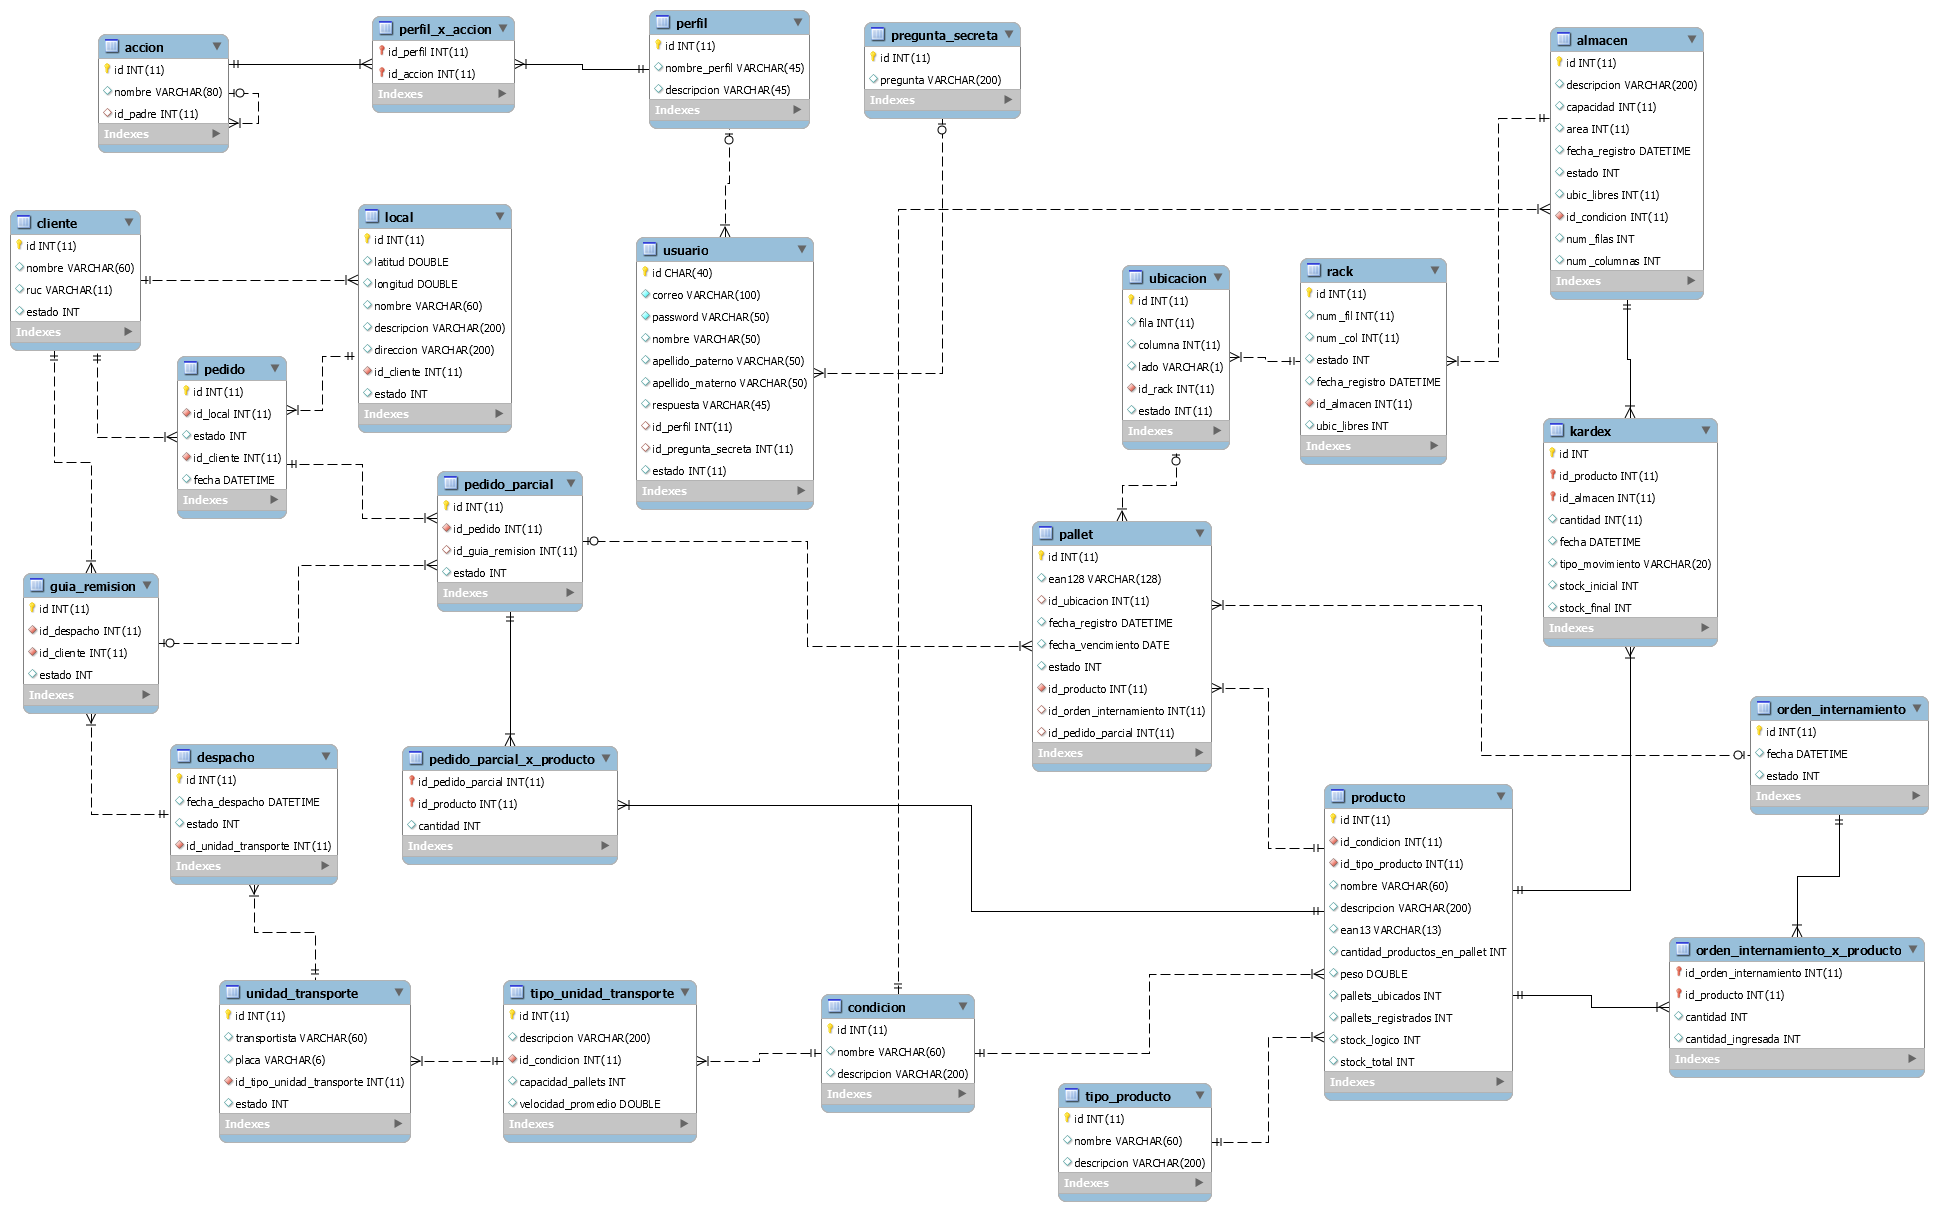 accion
id INT(11)
nombre VARCHAR(80)
id_padre INT(11)
Indexes
perfil_x_accion
id_perfil INT(11)
id_accion INT(11)
Indexes
perfil
id INT(11)
nombre_perfil VARCHAR(45)
descripcion VARCHAR(45)
Indexes
pregunta_secreta
id INT(11)
pregunta VARCHAR(200)
Indexes
almacen
id INT(11)
descripcion VARCHAR(200)
capacidad INT(11)
area INT(11)
fecha_registro DATETIME
estado INT
ubic_libres INT(11)
id_condicion INT(11)
num_filas INT
num_columnas INT
Indexes
cliente
id INT(11)
nombre VARCHAR(60)
ruc VARCHAR(11)
estado INT
Indexes
local
id INT(11)
latitud DOUBLE
longitud DOUBLE
nombre VARCHAR(60)
descripcion VARCHAR(200)
direccion VARCHAR(200)
id_cliente INT(11)
estado INT
Indexes
usuario
id CHAR(40)
correo VARCHAR(100)
password VARCHAR(50)
nombre VARCHAR(50)
apellido_paterno VARCHAR(50)
apellido_materno VARCHAR(50)
respuesta VARCHAR(45)
id_perfil INT(11)
id_pregunta_secreta INT(11)
estado INT(11)
Indexes
ubicacion
id INT(11)
fila INT(11)
columna INT(11)
lado VARCHAR(1)
id_rack INT(11)
estado INT(11)
Indexes
rack
id INT(11)
num_fil INT(11)
num_col INT(11)
estado INT
fecha_registro DATETIME
id_almacen INT(11)
ubic_libres INT
Indexes
pedido
id INT(11)
id_local INT(11)
estado INT
id_cliente INT(11)
fecha DATETIME
Indexes
kardex
id INT
id_producto INT(11)
id_almacen INT(11)
cantidad INT(11)
fecha DATETIME
tipo_movimiento VARCHAR(20)
stock_inicial INT
stock_final INT
Indexes
pedido_parcial
id INT(11)
id_pedido INT(11)
id_guia_remision INT(11)
estado INT
Indexes
pallet
id INT(11)
ean128 VARCHAR(128)
id_ubicacion INT(11)
fecha_registro DATETIME
fecha_vencimiento DATE
estado INT
id_producto INT(11)
id_orden_internamiento INT(11)
id_pedido_parcial INT(11)
Indexes
guia_remision
id INT(11)
id_despacho INT(11)
id_cliente INT(11)
estado INT
Indexes
orden_internamiento
id INT(11)
fecha DATETIME
estado INT
Indexes
despacho
id INT(11)
fecha_despacho DATETIME
estado INT
id_unidad_transporte INT(11)
Indexes
pedido_parcial_x_producto
id_pedido_parcial INT(11)
id_producto INT(11)
cantidad INT
Indexes
producto
id INT(11)
id_condicion INT(11)
id_tipo_producto INT(11)
nombre VARCHAR(60)
descripcion VARCHAR(200)
ean13 VARCHAR(13)
cantidad_productos_en_pallet INT
peso DOUBLE
pallets_ubicados INT
pallets_registrados INT
stock_logico INT
stock_total INT
Indexes
orden_internamiento_x_producto
id_orden_internamiento INT(11)
id_producto INT(11)
cantidad INT
cantidad_ingresada INT
Indexes
unidad_transporte
id INT(11)
transportista VARCHAR(60)
placa VARCHAR(6)
id_tipo_unidad_transporte INT(11)
estado INT
Indexes
tipo_unidad_transporte
id INT(11)
descripcion VARCHAR(200)
id_condicion INT(11)
capacidad_pallets INT
velocidad_promedio DOUBLE
Indexes
condicion
id INT(11)
nombre VARCHAR(60)
descripcion VARCHAR(200)
Indexes
tipo_producto
id INT(11)
nombre VARCHAR(60)
descripcion VARCHAR(200)
Indexes